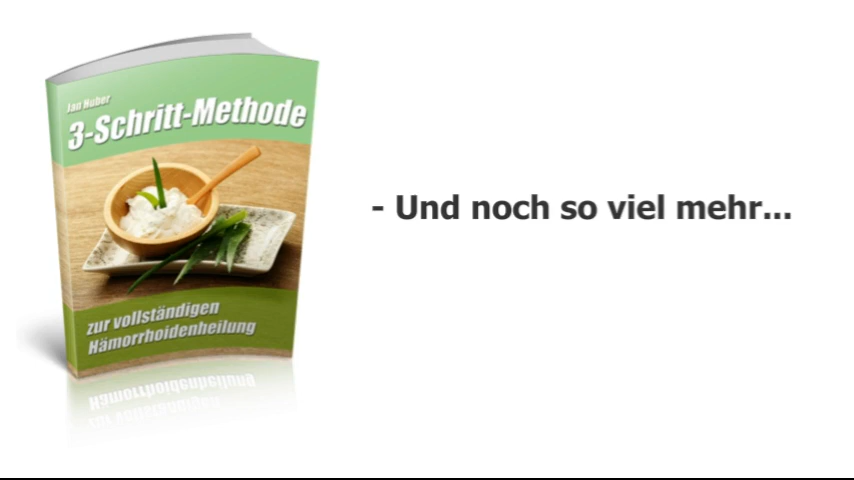 Jan Huber
3-Schritt-Methode
zur vollständigen
Hämorrhoidenheilung
- Und noch so viel mehr...